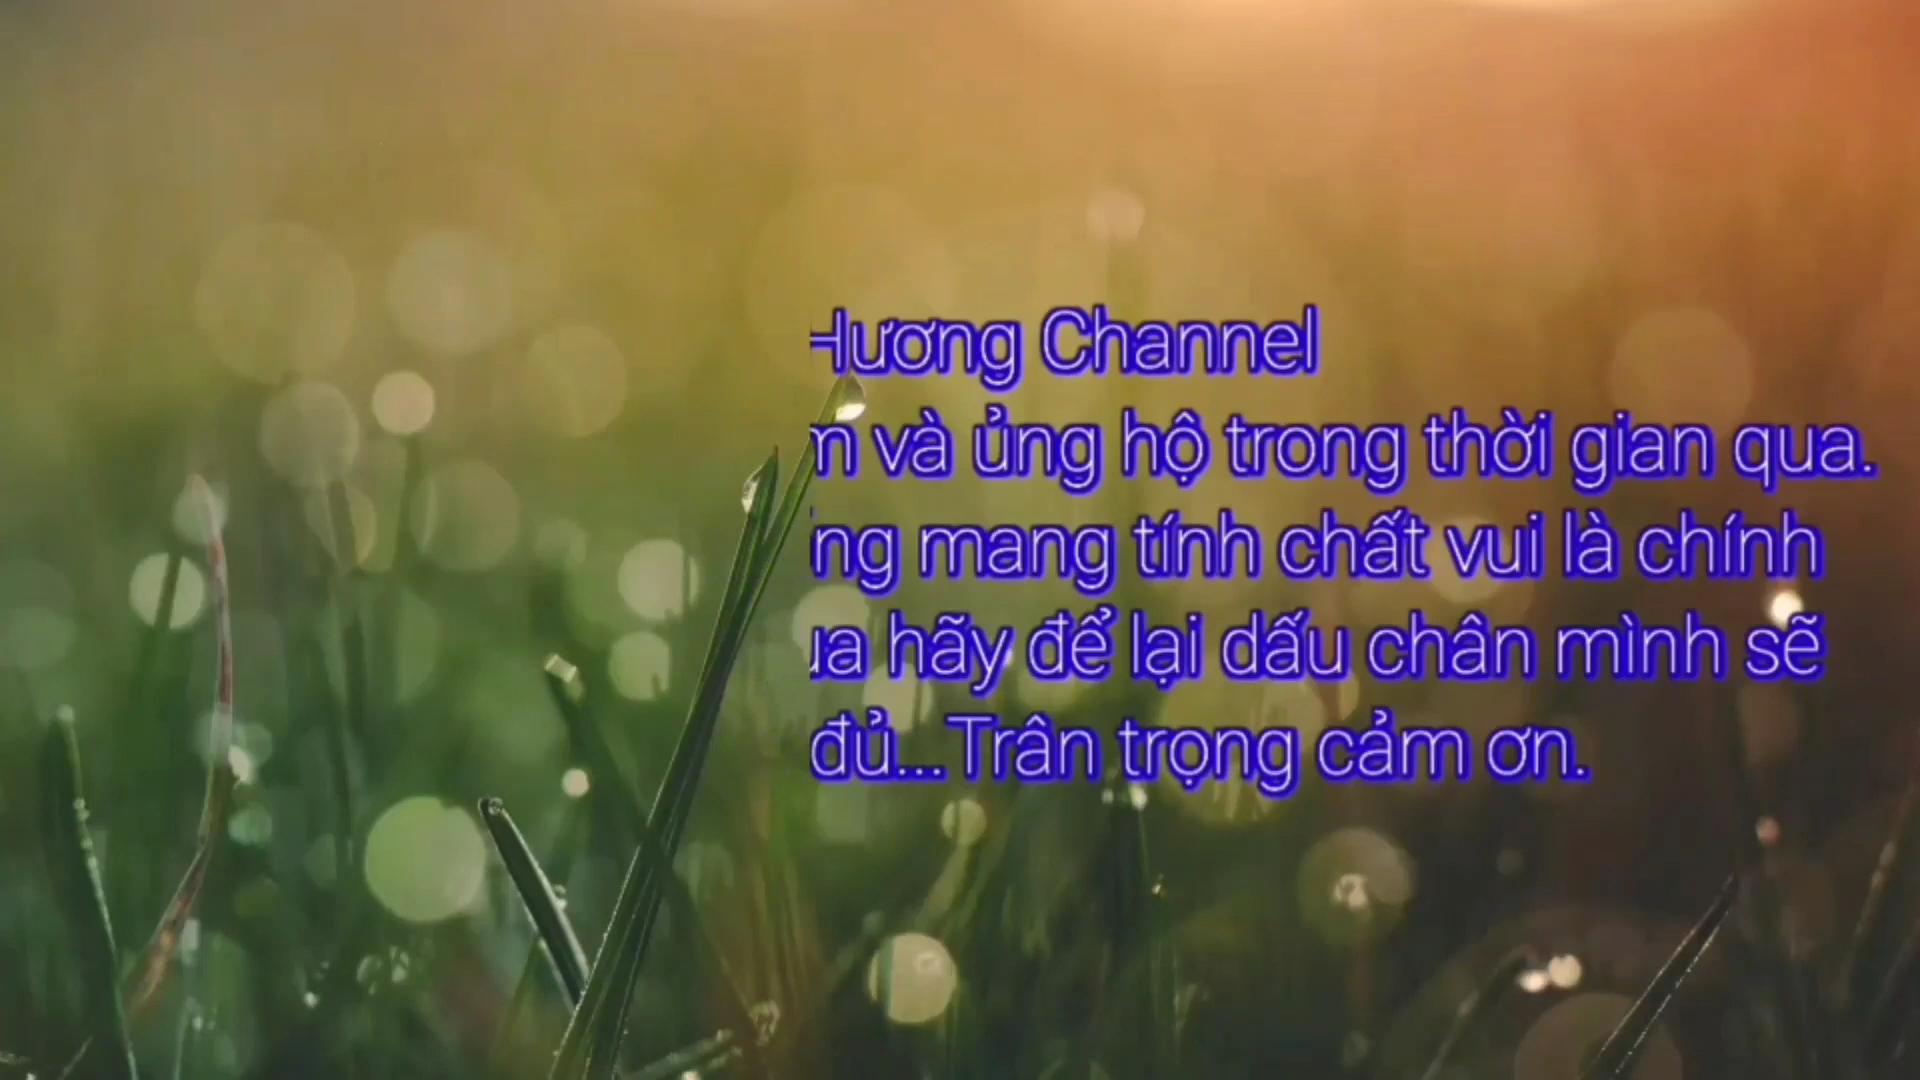 Hương Channel
và ủng hộ trong thời gian qua.
mang tính chất vui là chính
hãy để lại dấu chân mình sẽ
đủ...Trân trọng cảm ơn.